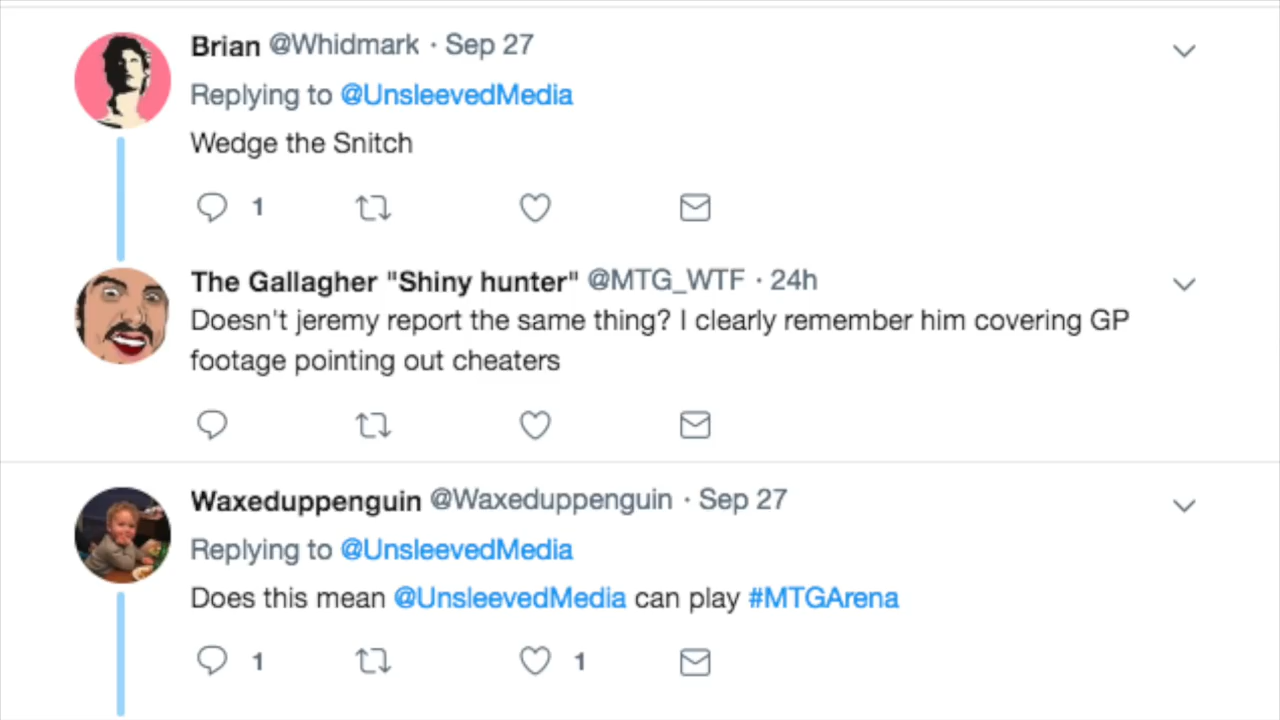 Brian @Whidmark · Sep 27
Replying to @UnsleevedMedia
Wedge the Snitch
1
The Gallagher "Shiny hunter" @MTG_WTF · 24h
Doesn't jeremy report the same thing? I clearly remember him covering GP
footage pointing out cheaters
Waxeduppenguin @Waxeduppenguin · Sep 27
Replying to @UnsleevedMedia
Does this mean @UnsleevedMedia can play #MTGArena
1 1